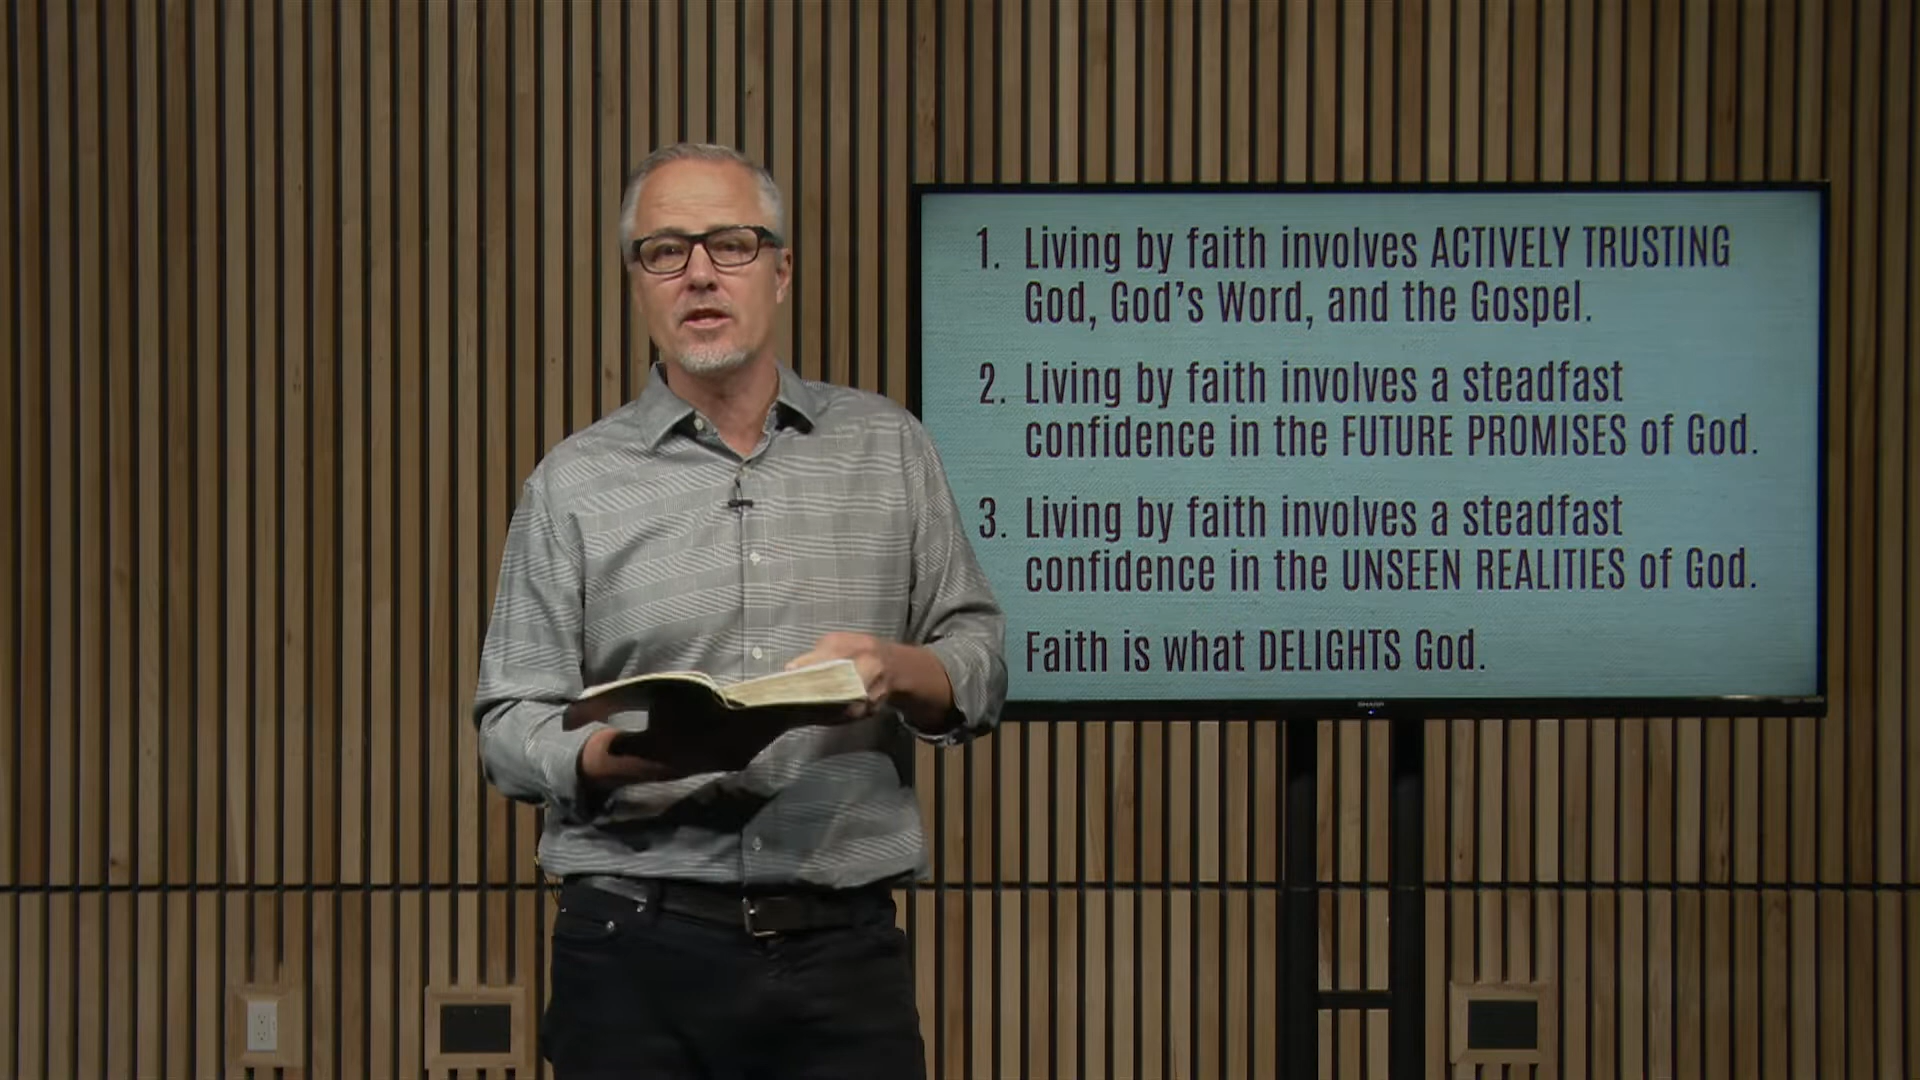 1. Living by faith involves ACTIVELY TRUSTING
God, God's Word, and the Gospel.
2. Living by faith involves a steadfast
confidence in the FUTURE PROMISES of God.
3. Living by faith involves a steadfast
confidence in the UNSEEN REALITIES of God.
Faith is what DELIGHTS God.
SHARP